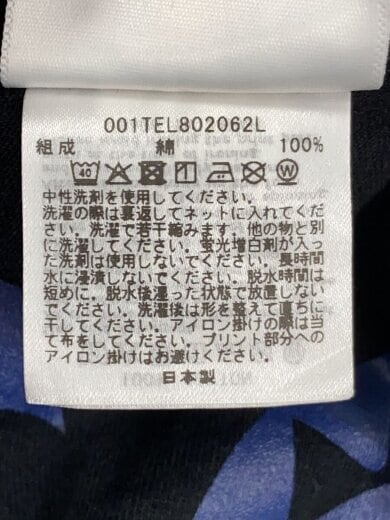 001TEL802062L
組成 綿 100%
40 W
中性洗剤を使用してください。
洗濯の際は裏返してネットに入れてくだ
さい。洗濯で若干縮みます。他の物と別
に洗濯してください。蛍光増白剤が入っ
た洗剤は使用しないでください。長時間
水に浸漬しないでください。脱水時間は
短めに。脱水後湿った状態で放置しない
でください。洗濯後は形を整えて直ちに
干してください。アイロン掛けの際は当
て布をしてください。プリント部分への
アイロン掛けはお避けください。
日本製